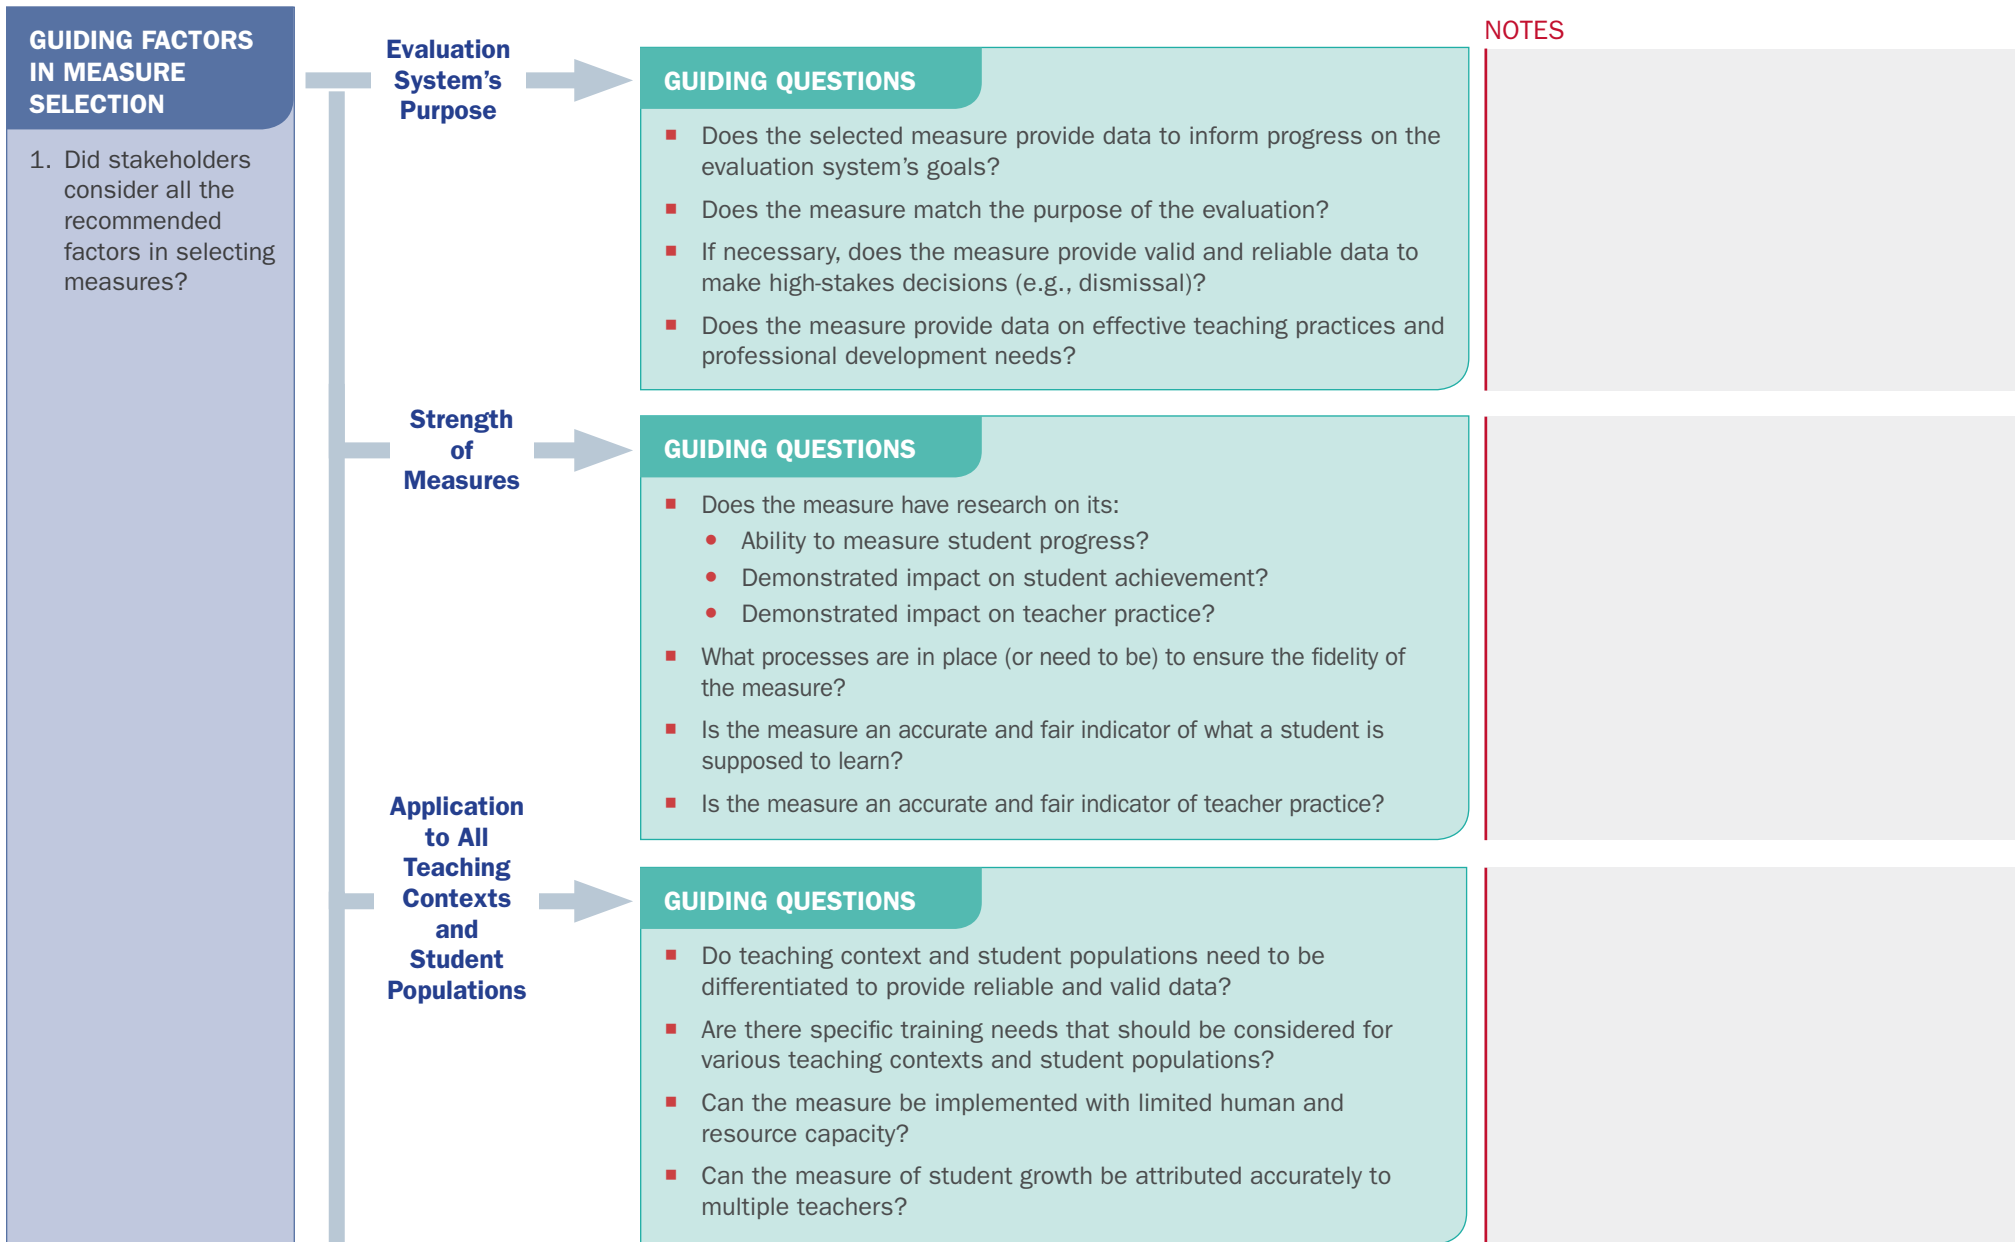 GUIDING FACTORS
IN MEASURE
SELECTION
1. Did stakeholders
consider all the
recommended
factors in selecting
measures?
Evaluation
System’s
Purpose
GUIDING QUESTIONS
■ Does the selected measure provide data to inform progress on the
evaluation system’s goals?
■ Does the measure match the purpose of the evaluation?
■ If necessary, does the measure provide valid and reliable data to
make high-stakes decisions (e.g., dismissal)?
■ Does the measure provide data on effective teaching practices and
professional development needs?
NOTES
Strength
of
Measures
GUIDING QUESTIONS
■ Does the measure have research on its:
• Ability to measure student progress?
• Demonstrated impact on student achievement?
• Demonstrated impact on teacher practice?
■ What processes are in place (or need to be) to ensure the fidelity of
the measure?
■ Is the measure an accurate and fair indicator of what a student is
supposed to learn?
■ Is the measure an accurate and fair indicator of teacher practice?
Application
to All
Teaching
Contexts
and
Student
Populations
GUIDING QUESTIONS
■ Do teaching context and student populations need to be
differentiated to provide reliable and valid data?
■ Are there specific training needs that should be considered for
various teaching contexts and student populations?
■ Can the measure be implemented with limited human and
resource capacity?
■ Can the measure of student growth be attributed accurately to
multiple teachers?